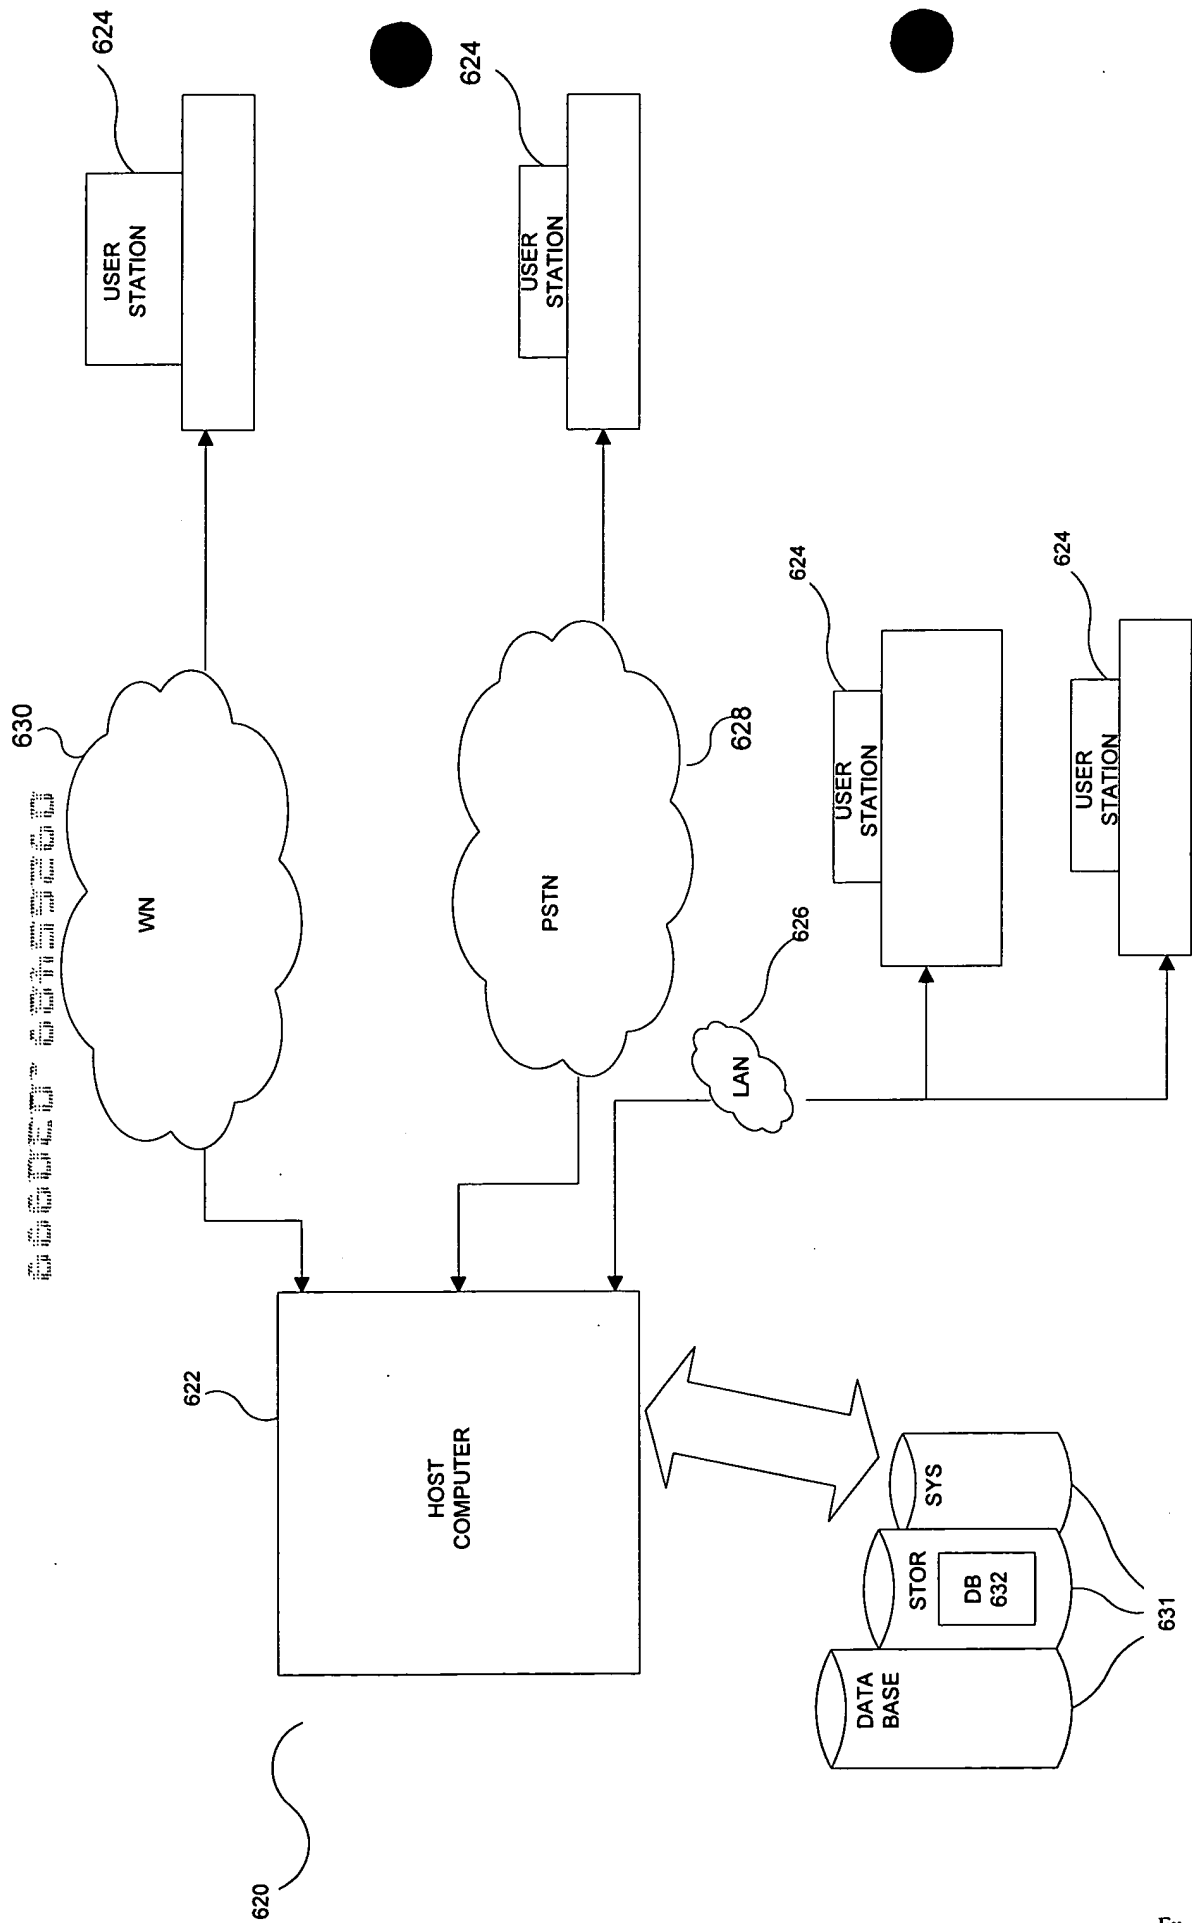 620
622
HOST
COMPUTER
630
WN
624
USER
STATION
628
PSTN
624
USER
STATION
626
LAN
624
USER
STATION
624
USER
STATION
DATA
BASE
STOR
DB
632
SYS
631